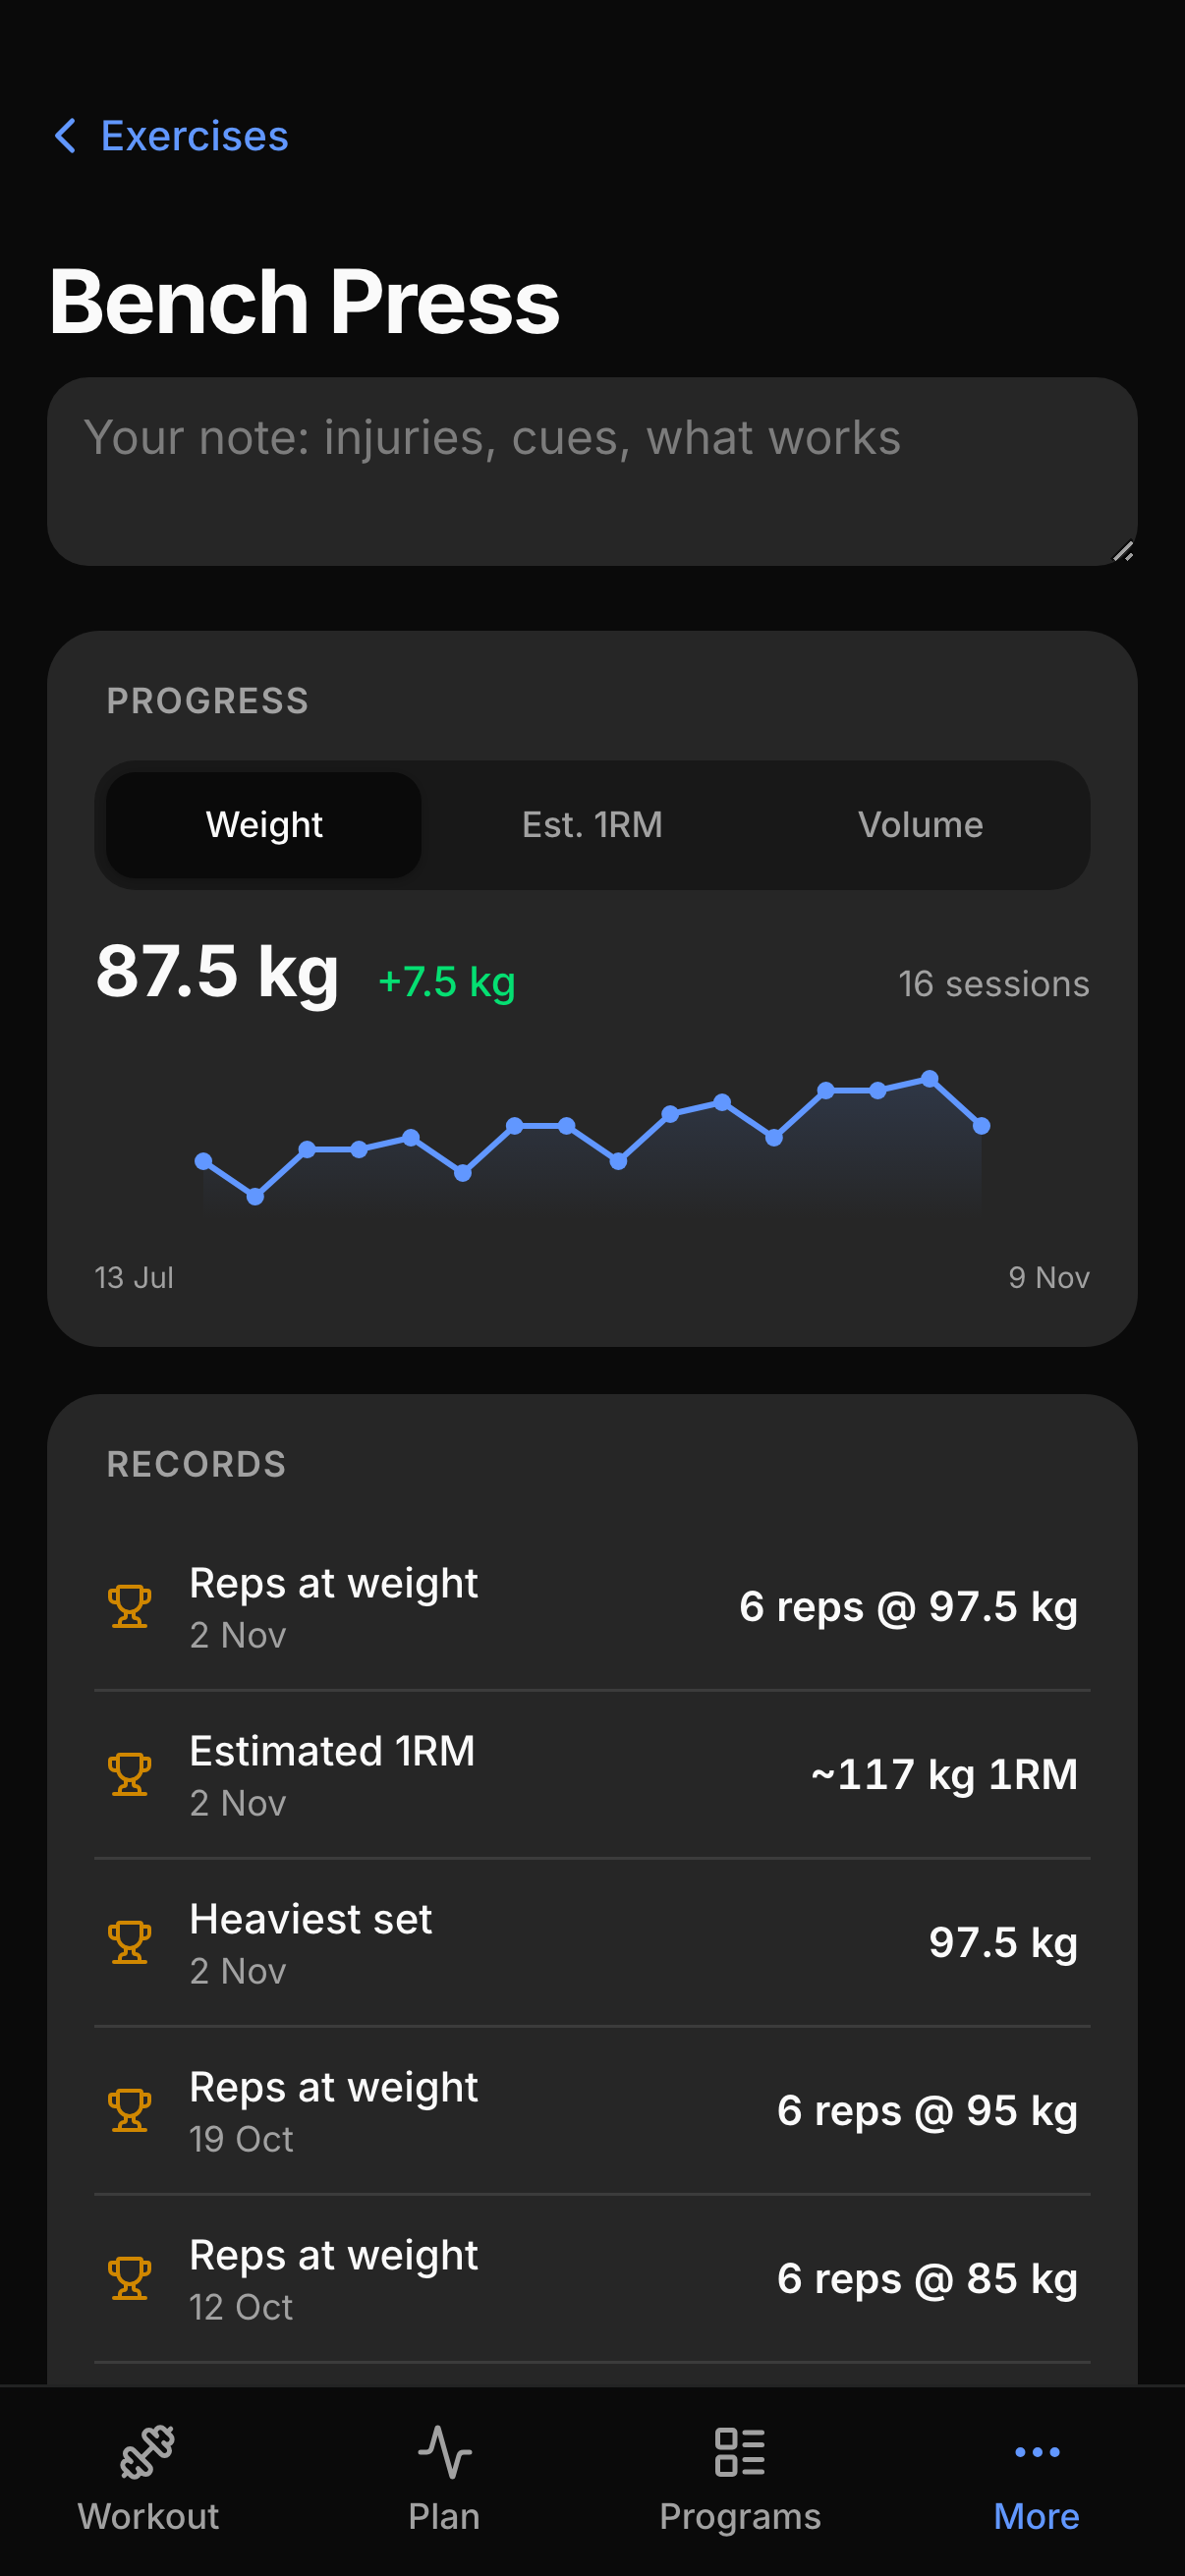 Exercises
Bench Press
Your note: injuries, cues, what works
PROGRESS
Weight Est. 1RM Volume
87.5 kg +7.5 kg 16 sessions
13 Jul 9 Nov
RECORDS
Reps at weight
2 Nov
6 reps @ 97.5 kg
Estimated 1RM
2 Nov
~117 kg 1RM
Heaviest set
2 Nov
97.5 kg
Reps at weight
19 Oct
6 reps @ 95 kg
Reps at weight
12 Oct
6 reps @ 85 kg
Workout Plan Programs More